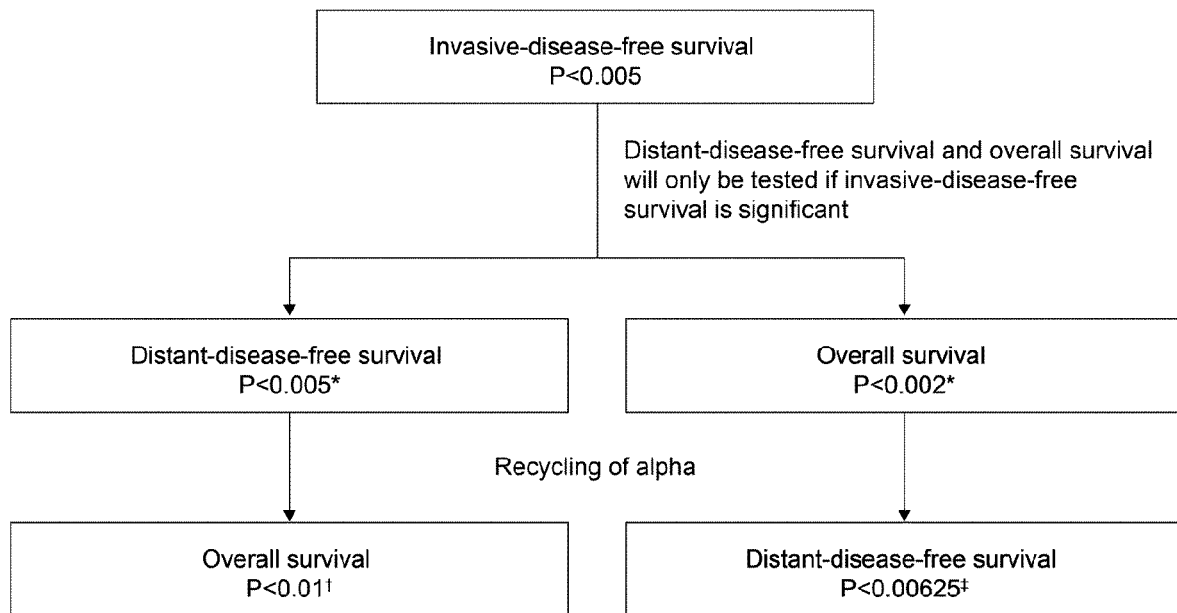 Invasive-disease-free survival
P<0.005
Distant-disease-free survival and overall survival
will only be tested if invasive-disease-free
survival is significant
Distant-disease-free survival
P<0.005*
Overall survival
P<0.002*
Recycling of alpha
Overall survival
P<0.01†
Distant-disease-free survival
P<0.00625‡